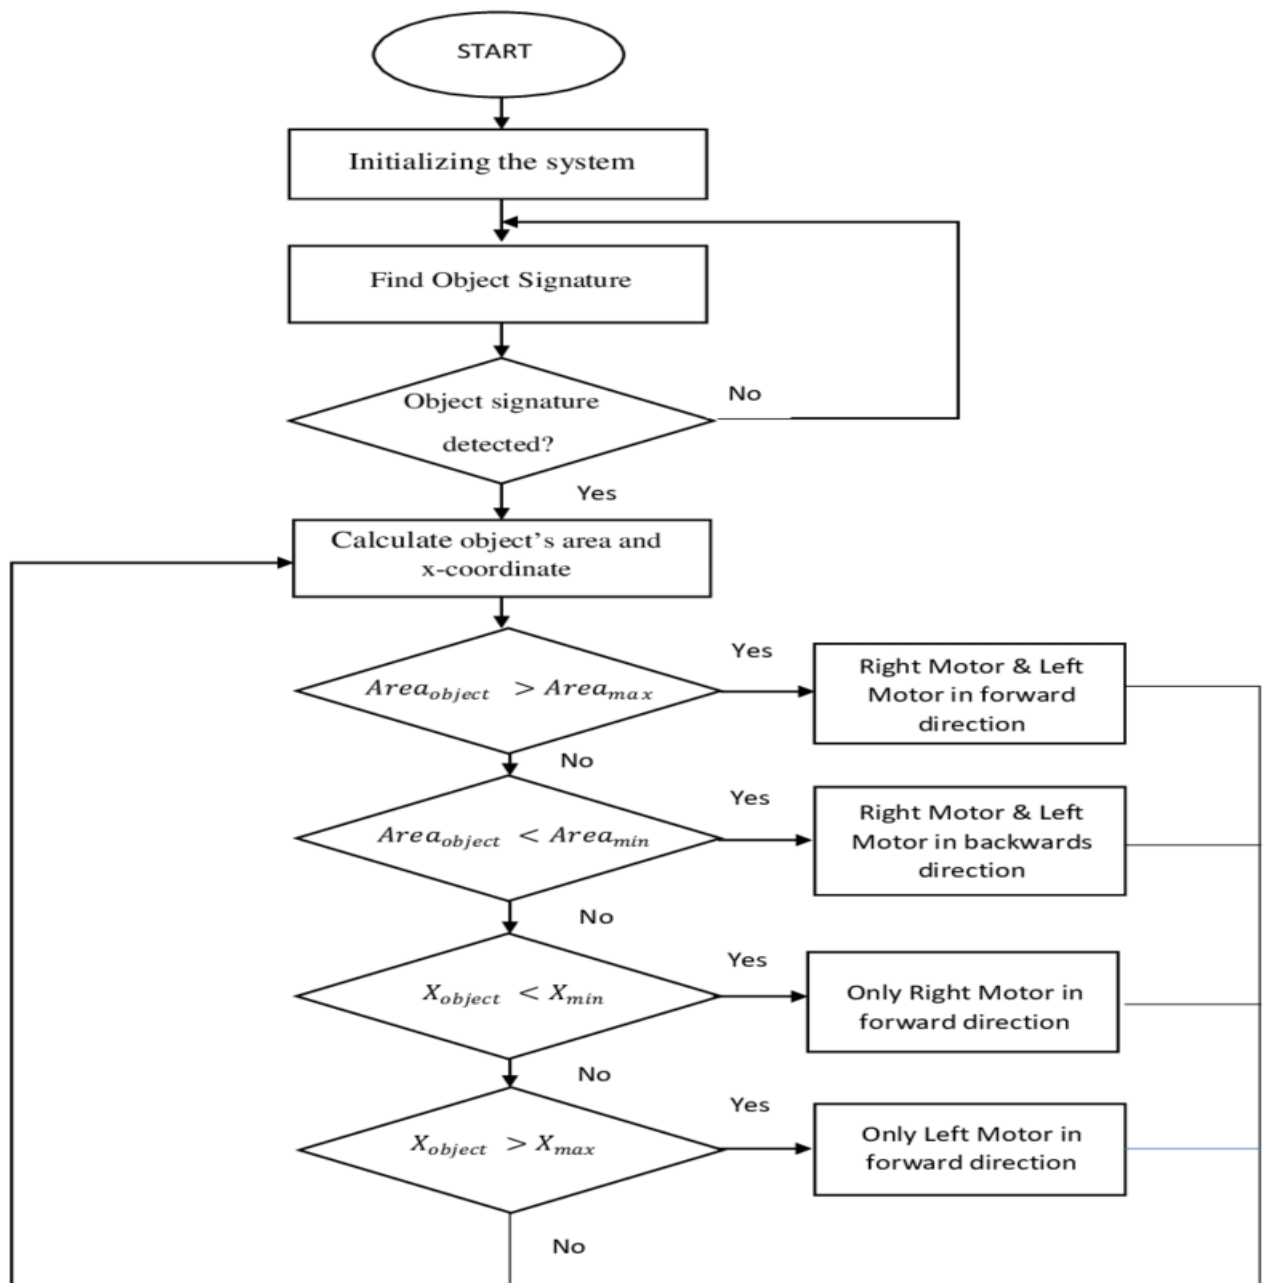 START
Initializing the system
Find Object Signature
Object signature
detected?
No
Yes
Calculate object's area and
x-coordinate
Area_object > Area_max
Yes
Right Motor & Left
Motor in forward
direction
No
Area_object < Area_min
Yes
Right Motor & Left
Motor in backwards
direction
No
X_object < X_min
Yes
Only Right Motor in
forward direction
No
X_object > X_max
Yes
Only Left Motor in
forward direction
No